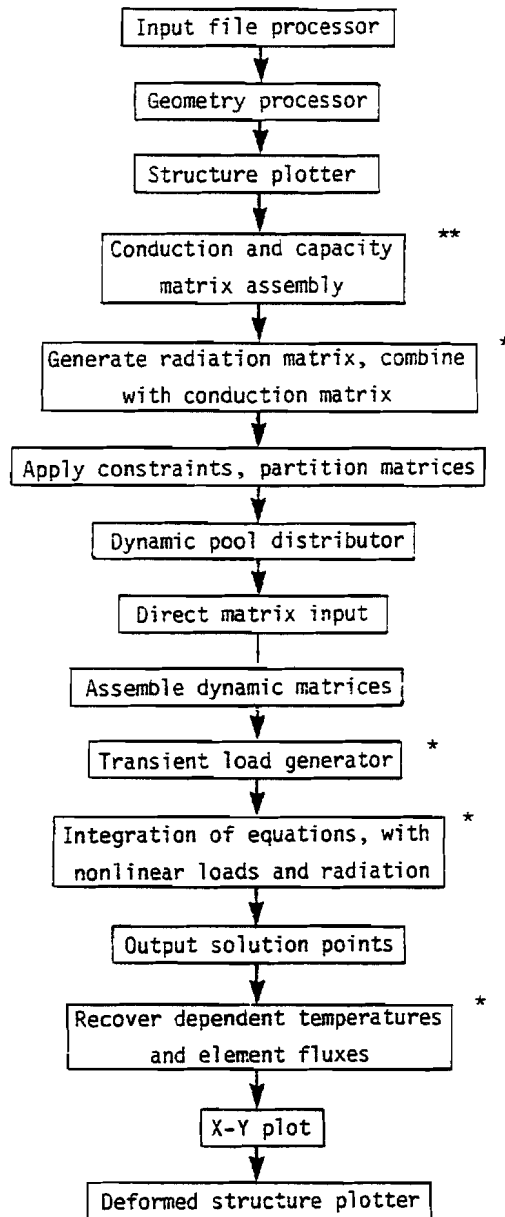 Input file processor
Geometry processor
Structure plotter
**
Conduction and capacity
matrix assembly
*
Generate radiation matrix, combine
with conduction matrix
Apply constraints, partition matrices
Dynamic pool distributor
Direct matrix input
Assemble dynamic matrices
Transient load generator
*
Integration of equations, with
*
nonlinear loads and radiation
Output solution points
Recover dependent temperatures
*
and element fluxes
X-Y plot
Deformed structure plotter